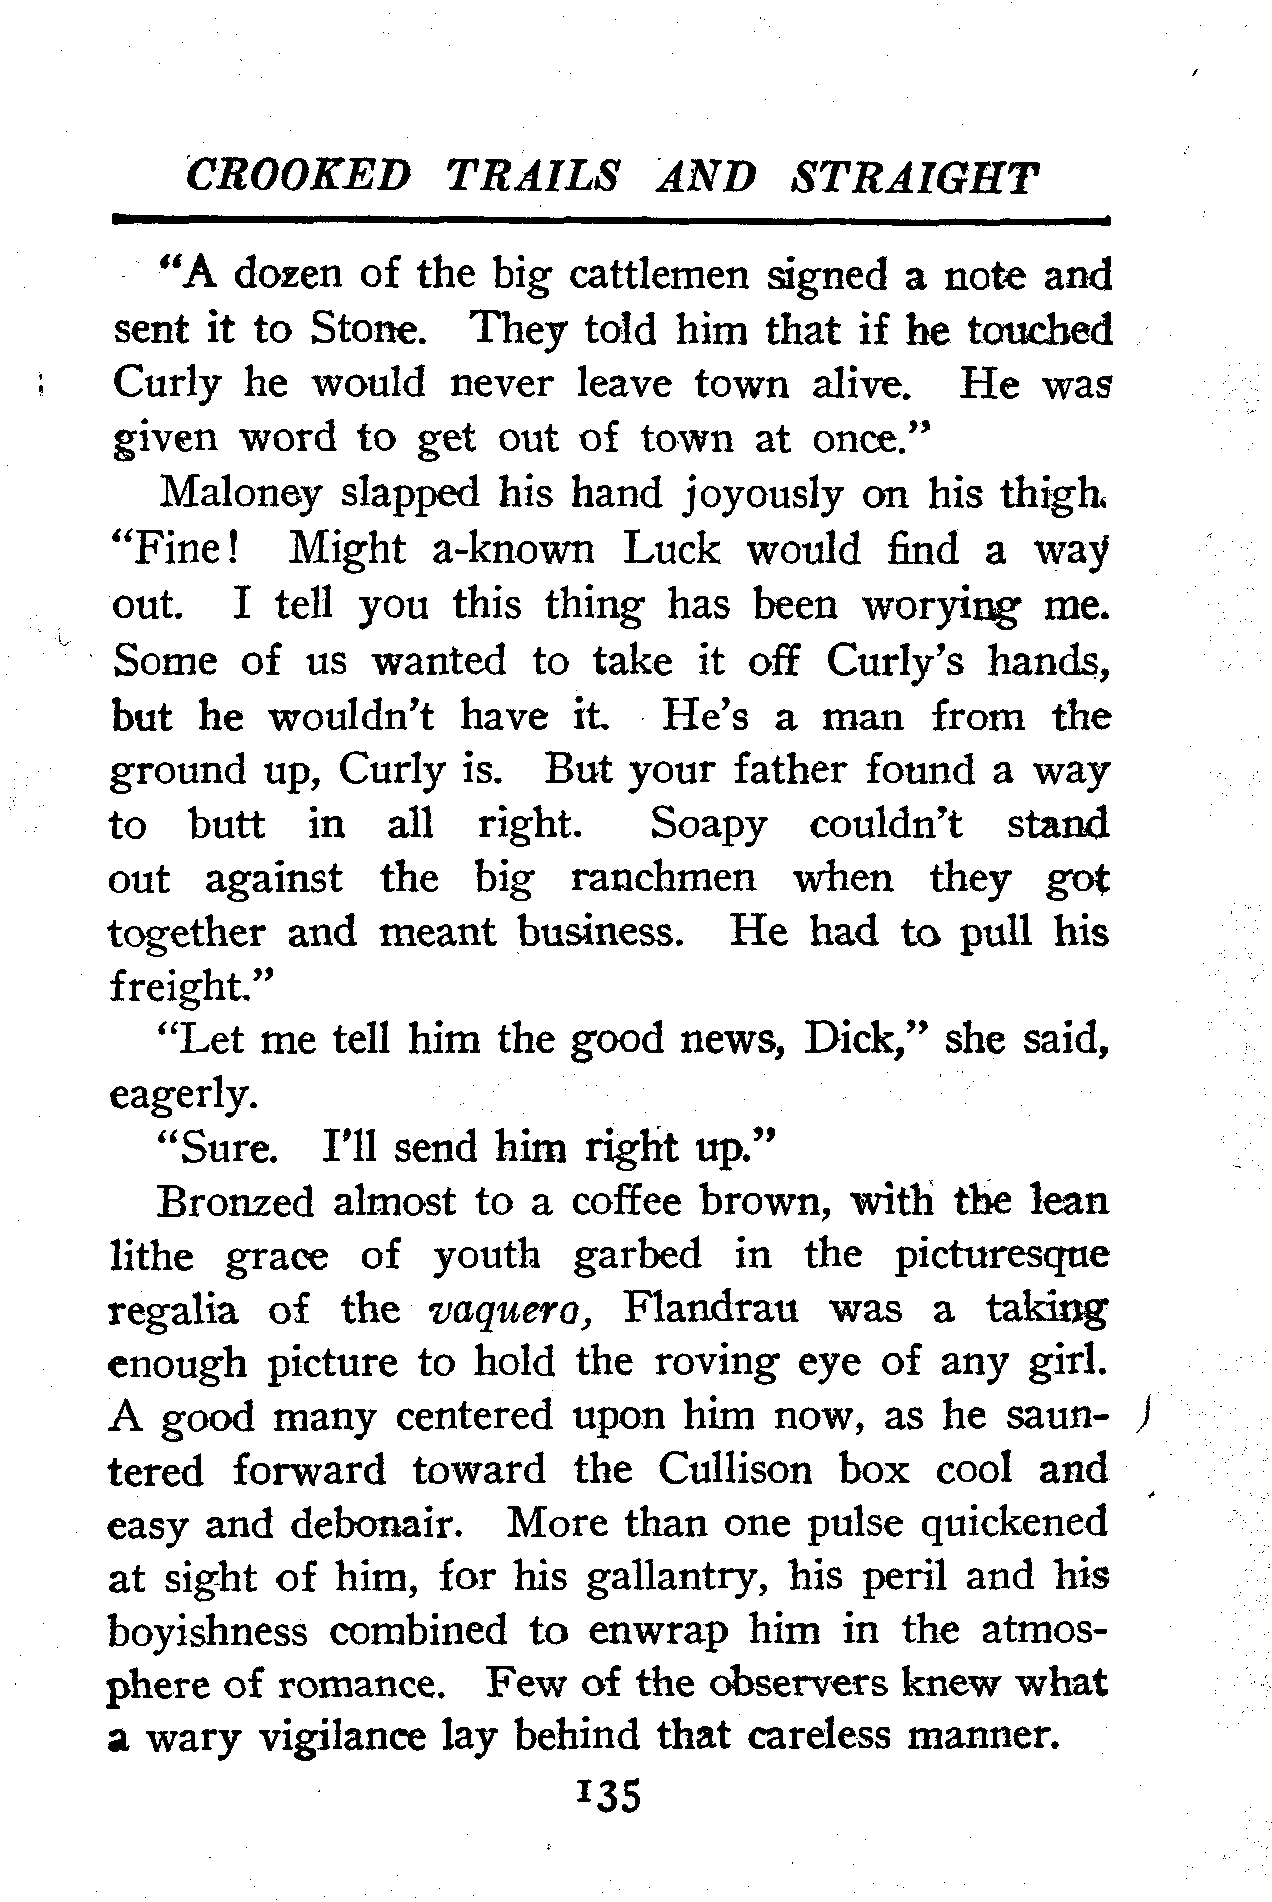 CROOKED TRAILS AND STRAIGHT
“A dozen of the big cattlemen signed a note and
sent it to Stone. They told him that if he touched
Curly he would never leave town alive. He was
given word to get out of town at once.”
Maloney slapped his hand joyously on his thigh.
“Fine! Might a-known Luck would find a way
out. I tell you this thing has been worying me.
Some of us wanted to take it off Curly’s hands,
but he wouldn’t have it. He’s a man from the
ground up, Curly is. But your father found a way
to butt in all right. Soapy couldn’t stand
out against the big ranchmen when they got
together and meant business. He had to pull his
freight.”
“Let me tell him the good news, Dick,” she said,
eagerly.
“Sure. I’ll send him right up.”
Bronzed almost to a coffee brown, with the lean
lithe grace of youth garbed in the picturesque
regalia of the vaquero, Flandrau was a taking
enough picture to hold the roving eye of any girl.
A good many centered upon him now, as he saun-
tered forward toward the Cullison box cool and
easy and debonair. More than one pulse quickened
at sight of him, for his gallantry, his peril and his
boyishness combined to enwrap him in the atmos-
phere of romance. Few of the observers knew what
a wary vigilance lay behind that careless manner.
135